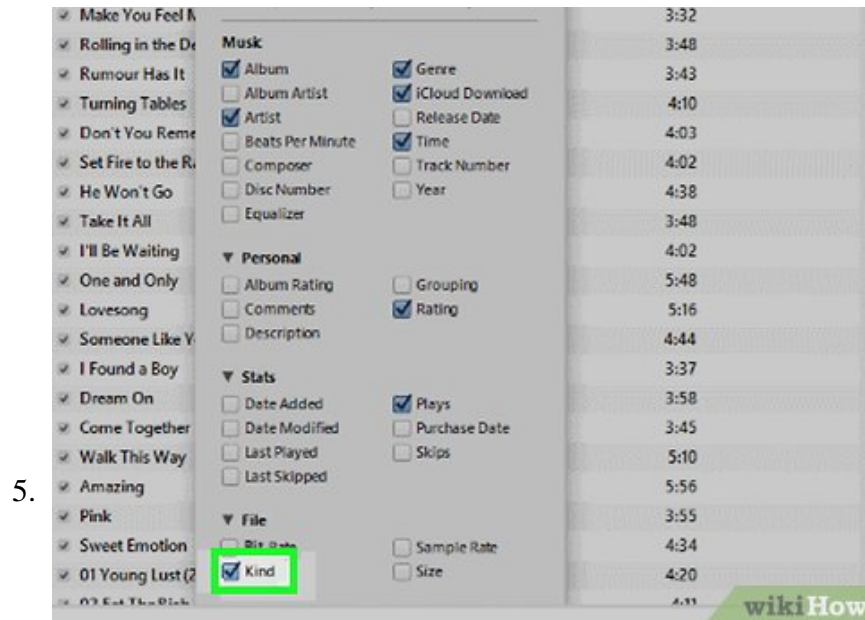 Make You Feel M
3:32
Rolling in the De
3:48
Rumour Has It
3:43
Turning Tables
4:10
Don't You Reme
4:03
Set Fire to the Ra
4:02
He Won't Go
4:38
Take It All
3:48
I'll Be Waiting
4:02
One and Only
5:48
Lovesong
5:16
Someone Like Y
4:44
I Found a Boy
3:37
Dream On
3:58
Come Together
3:45
Walk This Way
5:10
Amazing
5:56
Pink
3:55
Sweet Emotion
4:34
01 Young Lust (2
4:20
Musk
Album
Genre
Album Artist
iCloud Download
Artist
Release Date
Beats Per Minute
Time
Composer
Track Number
Disc Number
Year
Equalizer
Personal
Album Rating
Grouping
Comments
Rating
Description
Stats
Date Added
Plays
Date Modified
Purchase Date
Last Played
Skips
Last Skipped
File
Sample Rate
Kind
Size
5.
wikiHow